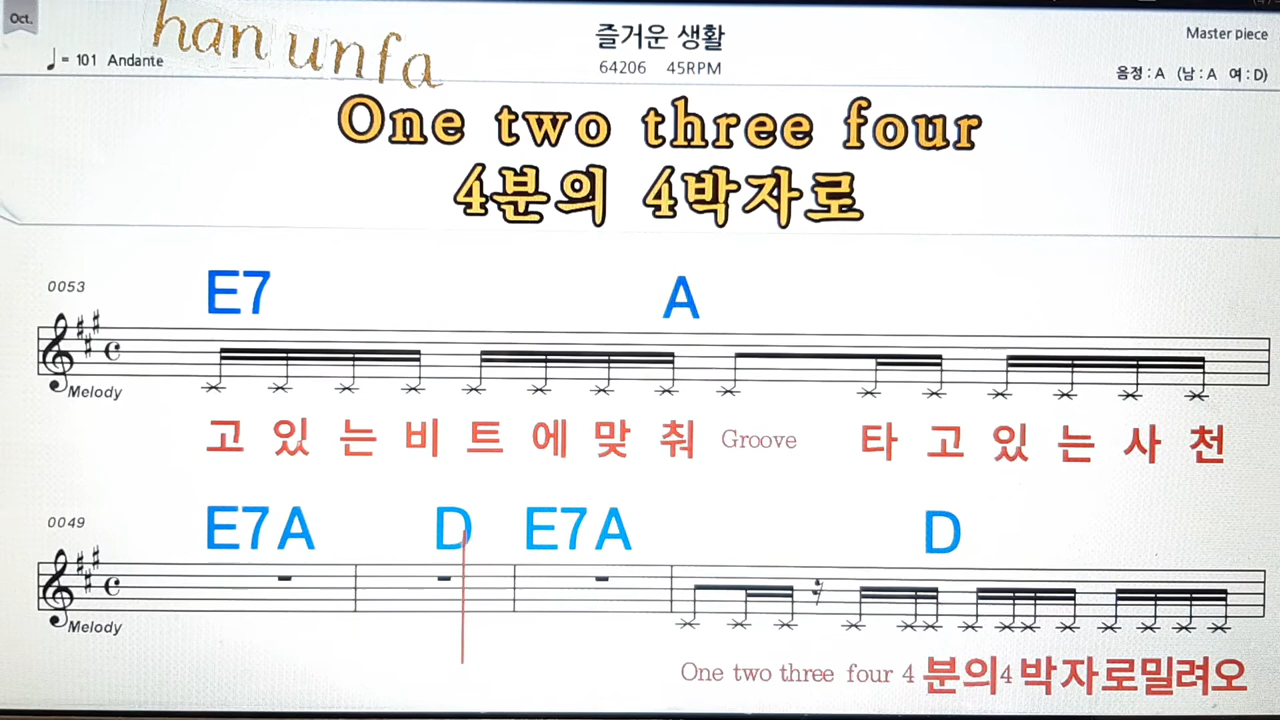 Oct.
han unfa
즐거운 생활
Master piece
♩ = 101 Andante
64206 45RPM
음정 : A (남 : A 여 : D)
One two three four
4분의 4박자로
0053
E7 A
Melody
고 있 는 비 트 에 맞 춰 Groove 타 고 있 는 사 천
0049
E7 A D E7 A D
Melody
One two three four 4 분의4 박자로밀려오